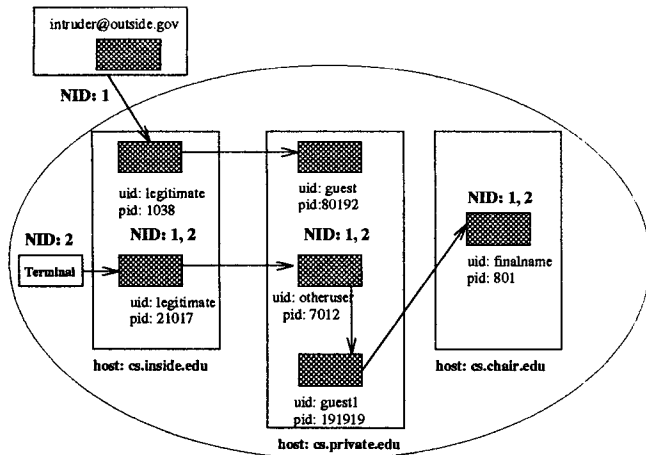 intruder@outside.gov
NID: 1
uid: legitimate
pid: 1038
uid: guest
pid:80192
NID: 1, 2
NID: 2
NID: 1, 2
NID: 1, 2
Terminal
uid: legitimate
pid: 21017
uid: otheruser
pid: 7012
uid: finalname
pid: 801
host: cs.inside.edu
uid: guest1
pid: 191919
host: cs.chair.edu
host: cs.private.edu